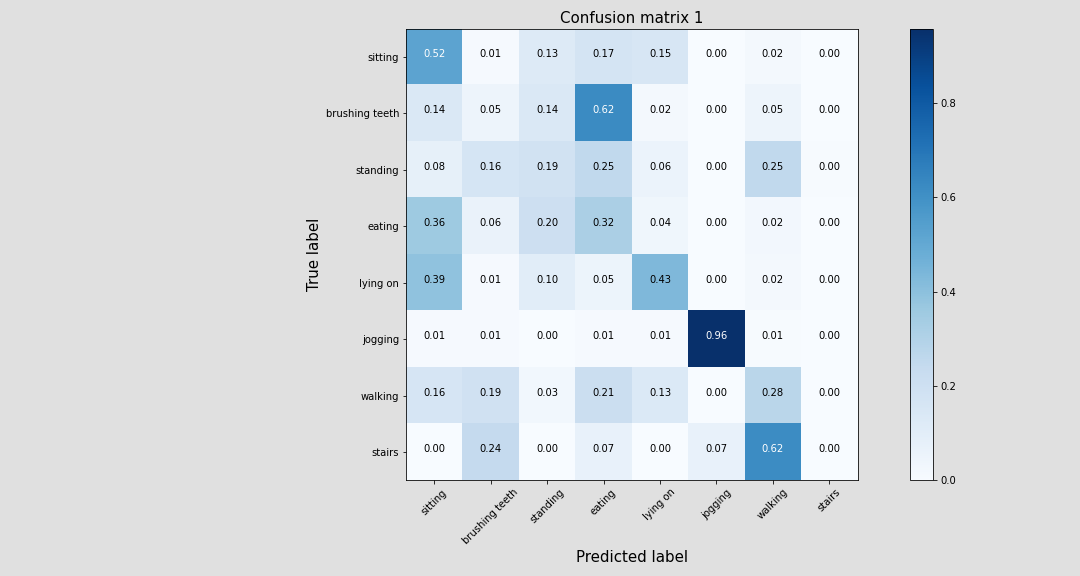 Confusion matrix 1
True label
sitting 0.52 0.01 0.13 0.17 0.15 0.00 0.02 0.00
brushing teeth 0.14 0.05 0.14 0.62 0.02 0.00 0.05 0.00
standing 0.08 0.16 0.19 0.25 0.06 0.00 0.25 0.00
eating 0.36 0.06 0.20 0.32 0.04 0.00 0.02 0.00
lying on 0.39 0.01 0.10 0.05 0.43 0.00 0.02 0.00
jogging 0.01 0.01 0.00 0.01 0.01 0.96 0.01 0.00
walking 0.16 0.19 0.03 0.21 0.13 0.00 0.28 0.00
stairs 0.00 0.24 0.00 0.07 0.00 0.07 0.62 0.00
sitting brushing teeth standing eating lying on jogging walking stairs
Predicted label
0.8
0.6
0.4
0.2
0.0